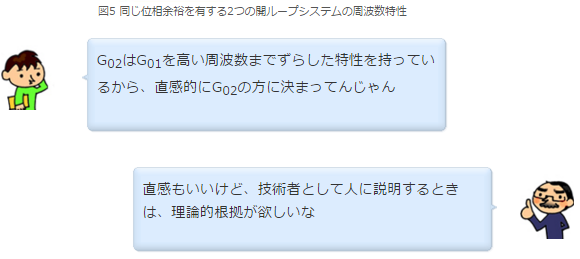 図5 同じ位相余裕を有する2つの開ループシステムの周波数特性
G02はG01を高い周波数までずらした特性を持ってい
るから、直感的にG02の方に決まってんじゃん
直感もいいけど、技術者として人に説明するとき
は、理論的根拠が欲しいな